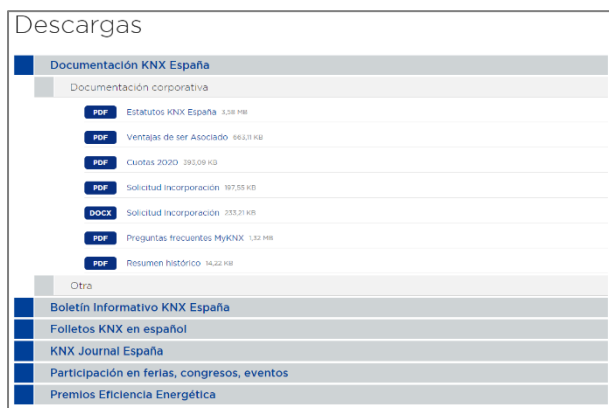 Descargas
Documentación KNX España
Documentación corporativa
PDF Estatutos KNX España 3,58 MB
PDF Ventajas de ser Asociado 663,11 KB
PDF Cuotas 2020 393,09 KB
PDF Solicitud Incorporación 197,55 KB
DOCX Solicitud Incorporación 233,21 KB
PDF Preguntas frecuentes MyKNX 1,32 MB
PDF Resumen histórico 14,22 KB
Otra
Boletín Informativo KNX España
Folletos KNX en español
KNX Journal España
Participación en ferias, congresos, eventos
Premios Eficiencia Energética